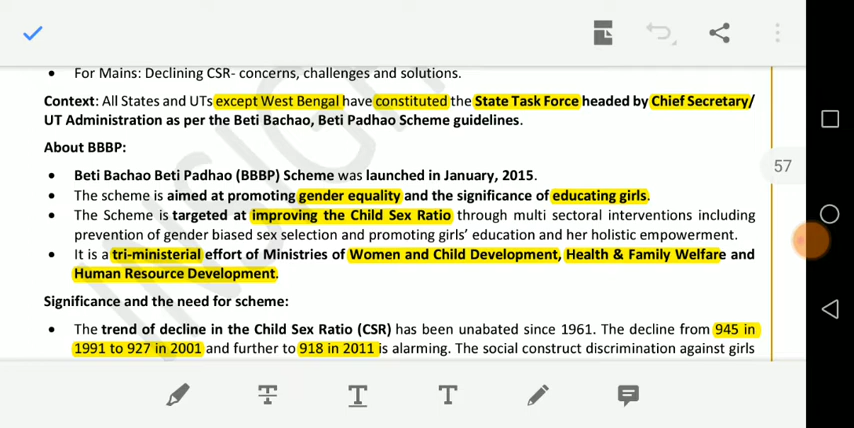 For Mains: Declining CSR- concerns, challenges and solutions.
Context: All States and UTs except West Bengal have constituted the State Task Force headed by Chief Secretary/
UT Administration as per the Beti Bachao, Beti Padhao Scheme guidelines.
About BBBP:
Beti Bachao Beti Padhao (BBBP) Scheme was launched in January, 2015.
57
The scheme is aimed at promoting gender equality and the significance of educating girls.
The Scheme is targeted at improving the Child Sex Ratio through multi sectoral interventions including
prevention of gender biased sex selection and promoting girls' education and her holistic empowerment.
It is a tri-ministerial effort of Ministries of Women and Child Development, Health & Family Welfare and
Human Resource Development.
Significance and the need for scheme:
The trend of decline in the Child Sex Ratio (CSR) has been unabated since 1961. The decline from 945 in
1991 to 927 in 2001 and further to 918 in 2011 is alarming. The social construct discrimination against girls